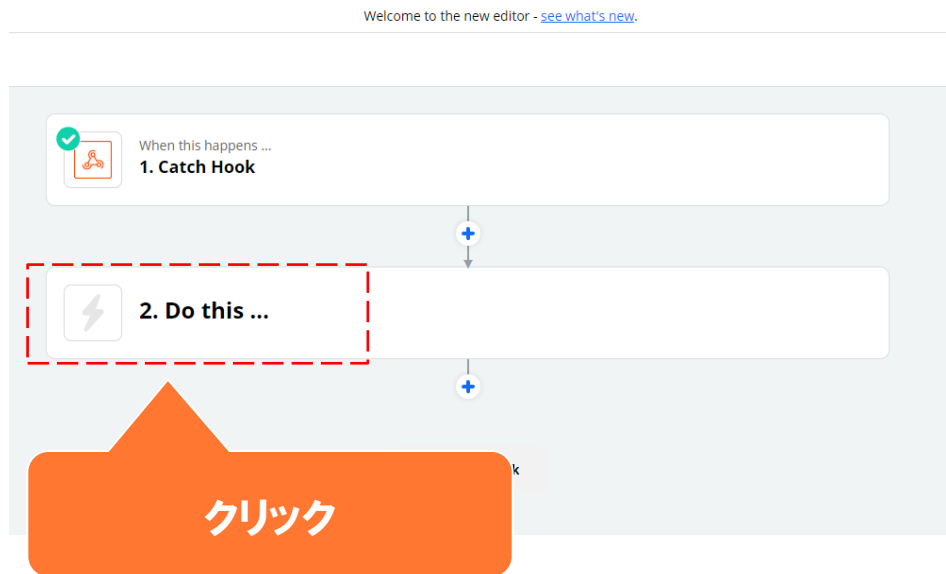 Welcome to the new editor - see what's new.
When this happens ...
1. Catch Hook
2. Do this ...
クリック